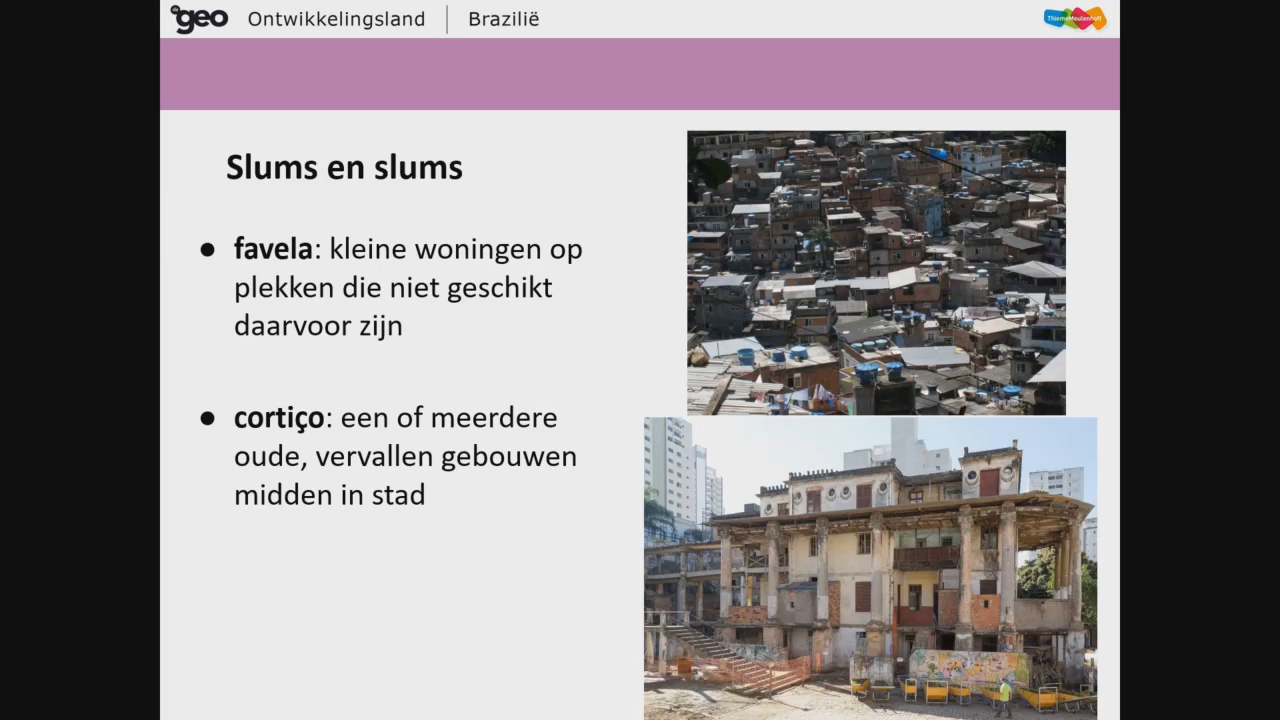 de geo Ontwikkelingsland Brazilië
ThiemeMeulenhoff
Slums en slums
● favela: kleine woningen op
plekken die niet geschikt
daarvoor zijn
● cortiço: een of meerdere
oude, vervallen gebouwen
midden in stad